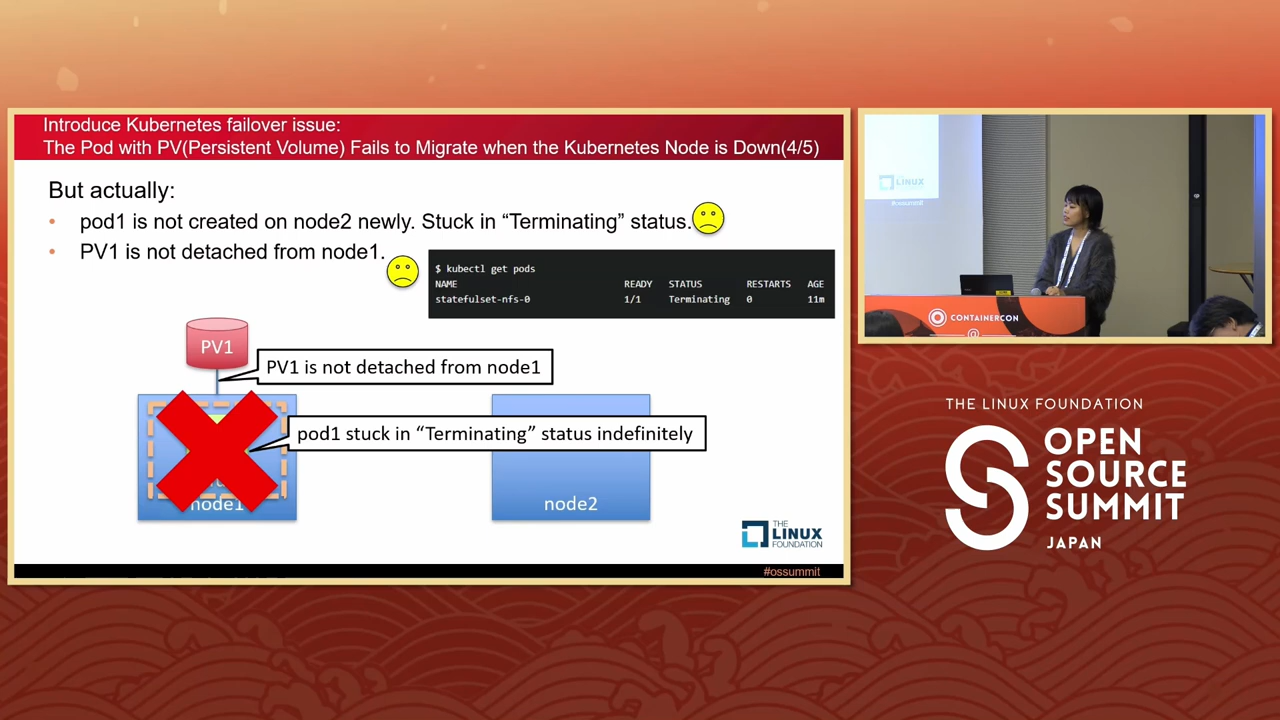 Introduce Kubernetes failover issue:
The Pod with PV(Persistent Volume) Fails to Migrate when the Kubernetes Node is Down(4/5)
But actually:
• pod1 is not created on node2 newly. Stuck in “Terminating” status.
• PV1 is not detached from node1.
$ kubectl get pods
NAME READY STATUS RESTARTS AGE
statefulset-nfs-0 1/1 Terminating 0 11m
PV1
PV1 is not detached from node1
pod1 stuck in “Terminating” status indefinitely
node1
node2
THE
LINUX
FOUNDATION
#ossummit
LINUX
#ossummit
CONTAINERCON
THE LINUX FOUNDATION
OPEN
SOURCE
SUMMIT
JAPAN